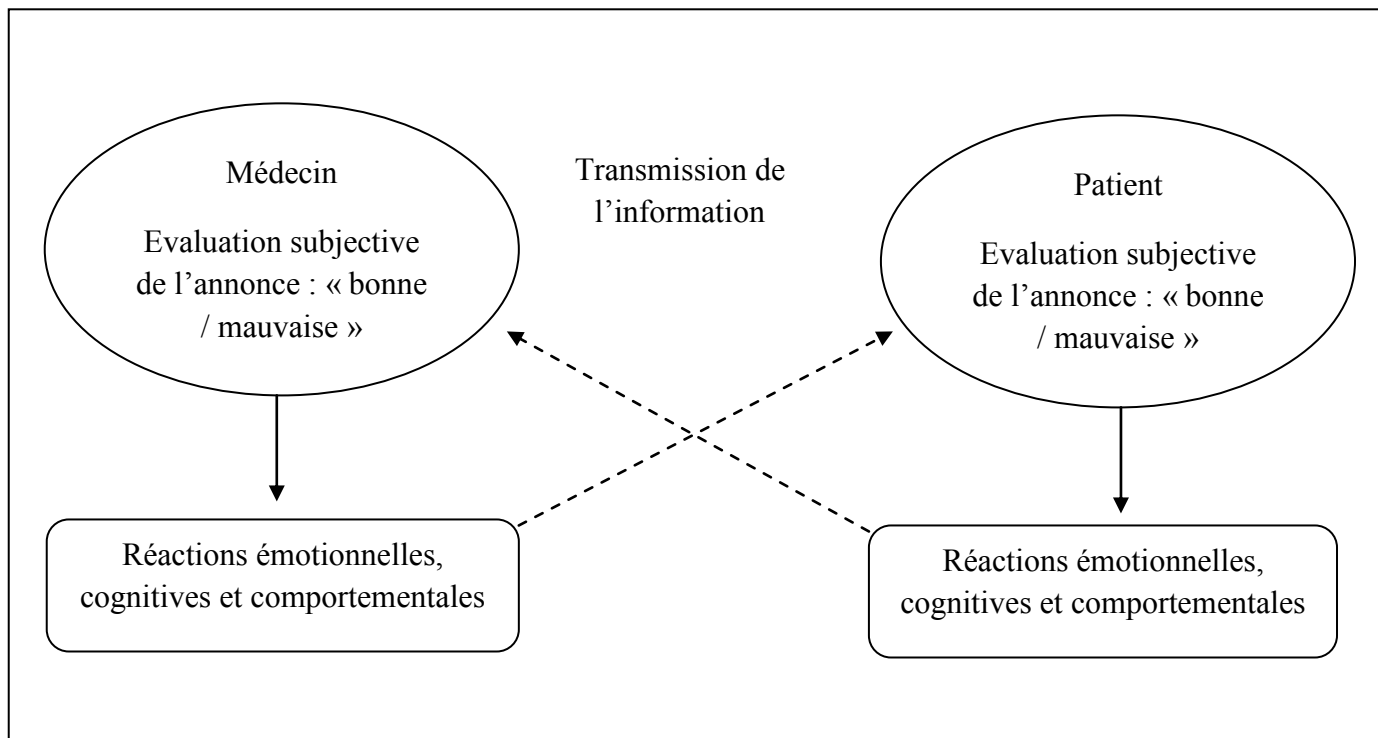 Médecin
Evaluation subjective
de l’annonce : « bonne
/ mauvaise »
Transmission de
l’information
Patient
Evaluation subjective
de l’annonce : « bonne
/ mauvaise »
Réactions émotionnelles,
cognitives et comportementales
Réactions émotionnelles,
cognitives et comportementales